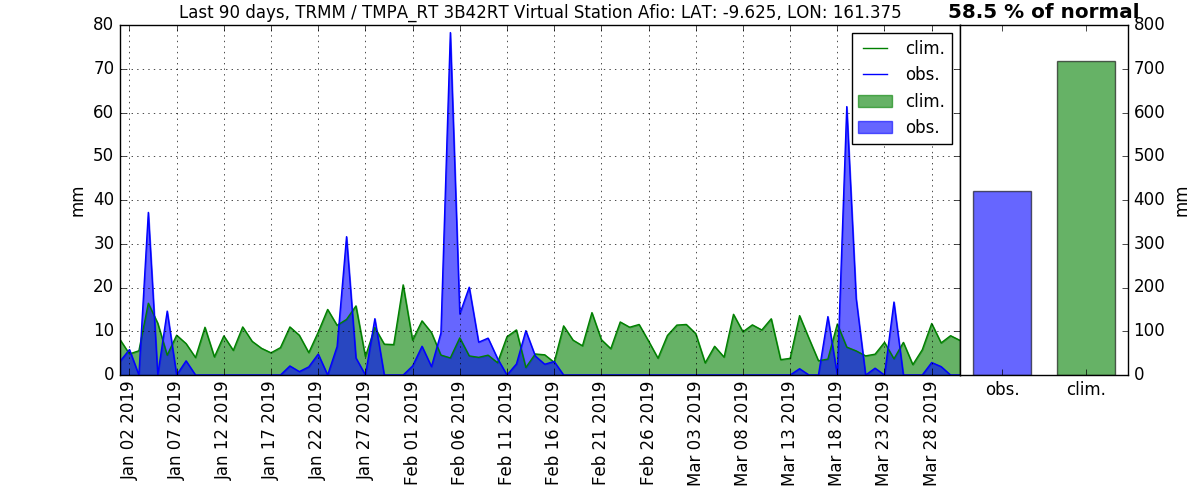 Last 90 days, TRMM / TMPA_RT 3B42RT Virtual Station Afio: LAT: -9.625, LON: 161.375
58.5 % of normal
80
70
60
50
40
30
20
10
0
mm
clim.
obs.
clim.
obs.
800
700
600
500
400
300
200
100
0
mm
Jan 02 2019
Jan 07 2019
Jan 12 2019
Jan 17 2019
Jan 22 2019
Jan 27 2019
Feb 01 2019
Feb 06 2019
Feb 11 2019
Feb 16 2019
Feb 21 2019
Feb 26 2019
Mar 03 2019
Mar 08 2019
Mar 13 2019
Mar 18 2019
Mar 23 2019
Mar 28 2019
obs.
clim.